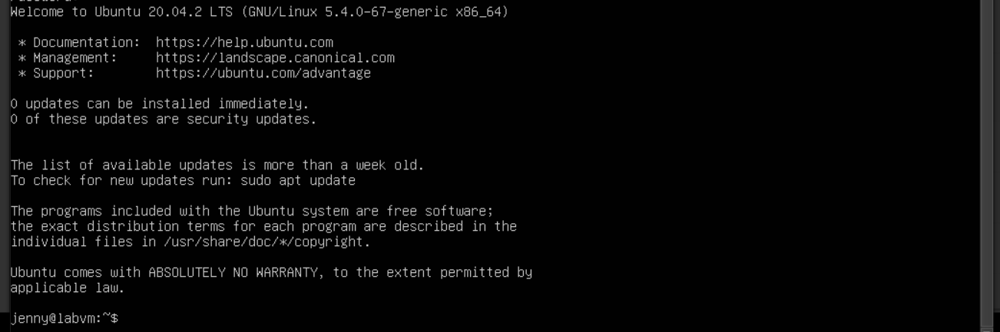 Welcome to Ubuntu 20.04.2 LTS (GNU/Linux 5.4.0-67-generic x86_64)
* Documentation:  https://help.ubuntu.com
* Management:     https://landscape.canonical.com
* Support:        https://ubuntu.com/advantage
0 updates can be installed immediately.
0 of these updates are security updates.
The list of available updates is more than a week old.
To check for new updates run: sudo apt update
The programs included with the Ubuntu system are free software;
the exact distribution terms for each program are described in the
individual files in /usr/share/doc/*/copyright.
Ubuntu comes with ABSOLUTELY NO WARRANTY, to the extent permitted by
applicable law.
jenny@labvm:~$